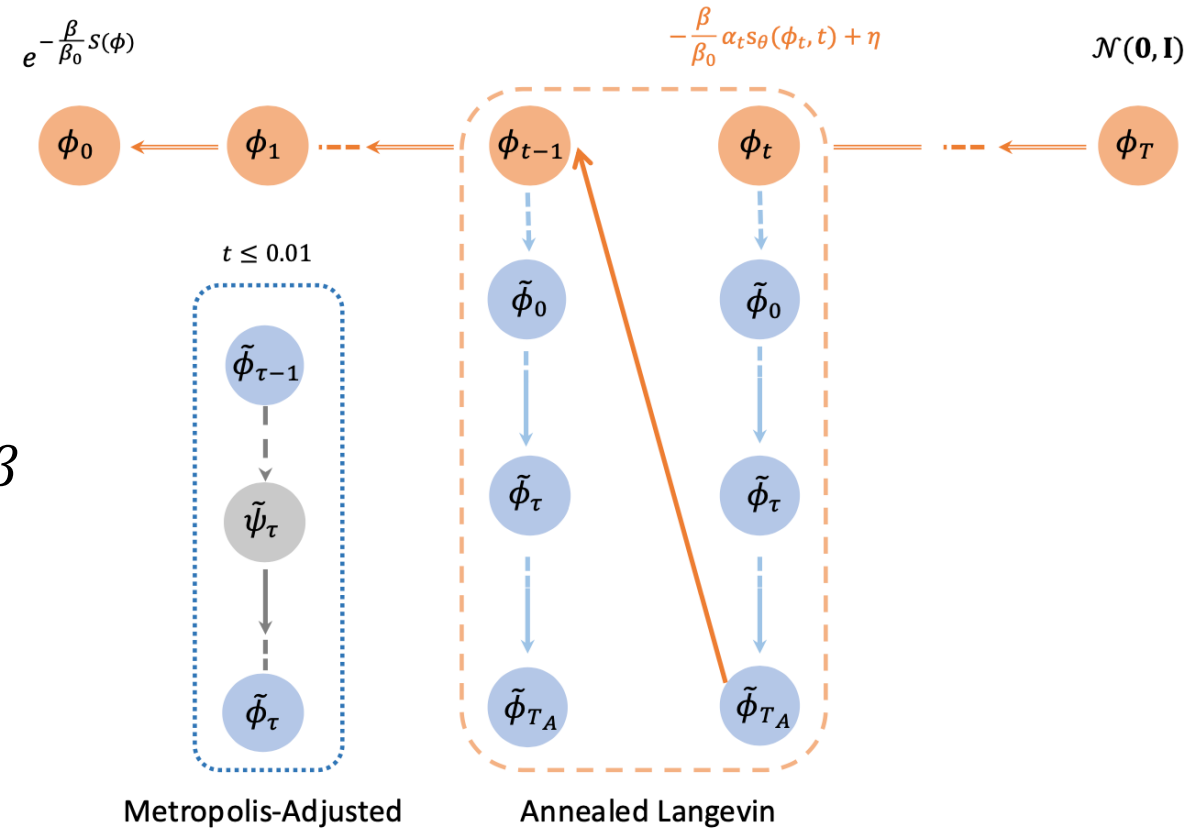 $e^{-\frac{\beta}{\beta_0}S(\phi)}$
$-\frac{\beta}{\beta_0}\alpha_t s_\theta(\phi_t, t) + \eta$
$\mathcal{N}(\mathbf{0}, \mathbf{I})$
$\phi_0$ $\phi_1$ $\phi_{t-1}$ $\phi_t$ $\phi_T$
$t \leq 0.01$
$\tilde{\phi}_0$ $\tilde{\phi}_0$
$\tilde{\phi}_{\tau-1}$
$\beta$
$\tilde{\phi}_\tau$ $\tilde{\phi}_\tau$
$\tilde{\psi}_\tau$
$\tilde{\phi}_\tau$ $\tilde{\phi}_{T_A}$ $\tilde{\phi}_{T_A}$
Metropolis-Adjusted
Annealed Langevin